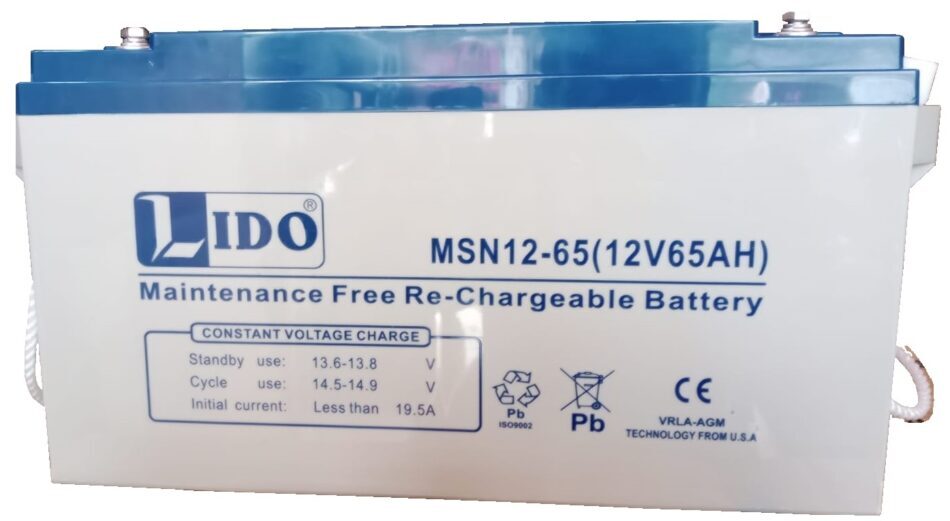 LIDO®
MSN12-65(12V65AH)
Maintenance Free Re-Chargeable Battery
CONSTANT VOLTAGE CHARGE
Standby use: 13.6-13.8 V
Cycle use: 14.5-14.9 V
Initial current: Less than 19.5A
Pb
ISO9002
Pb
CE
VRLA-AGM
TECHNOLOGY FROM U.S.A